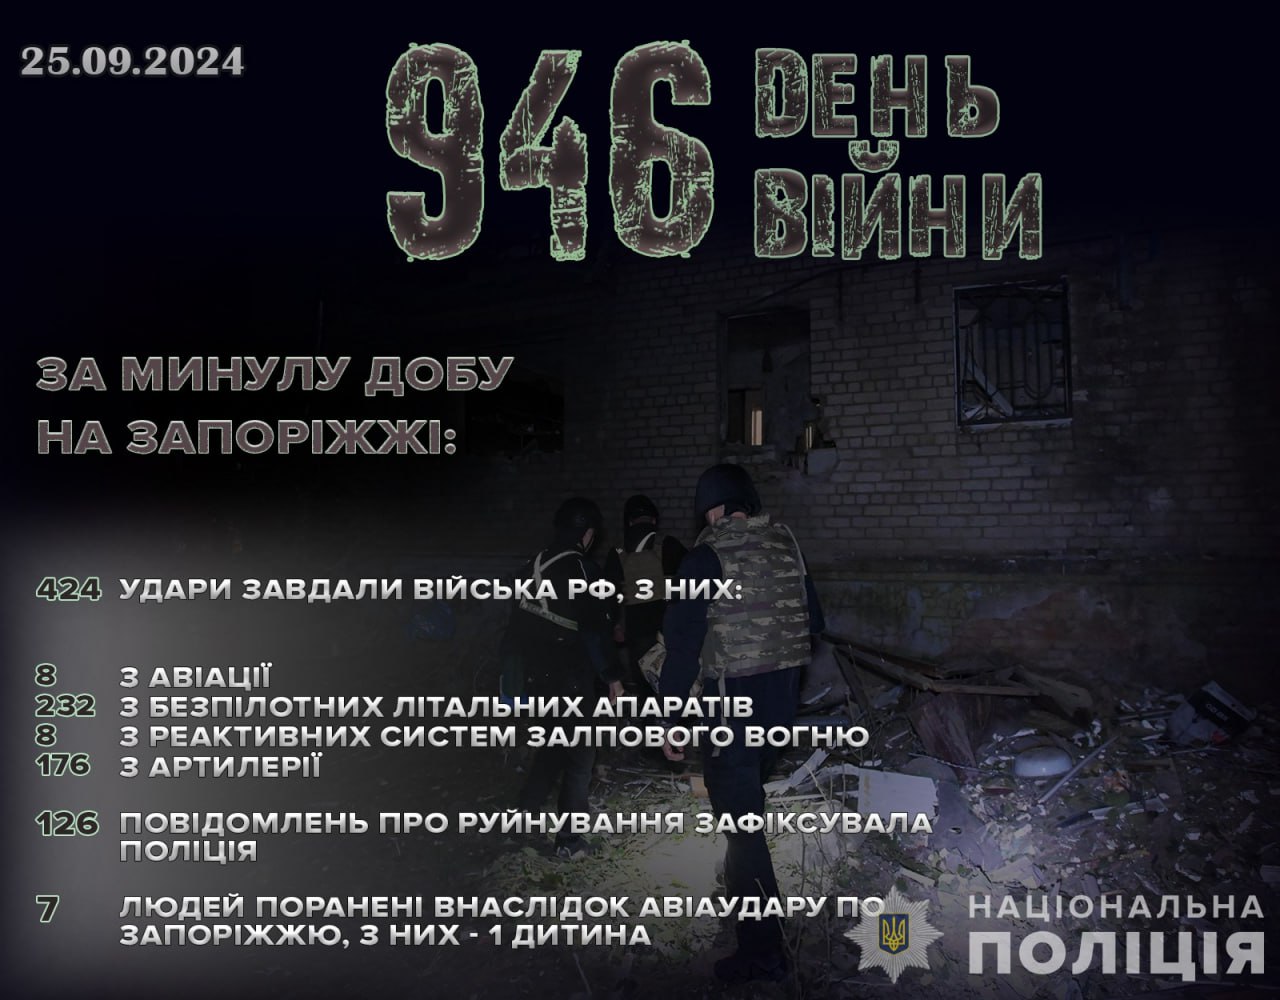 25.09.2024
946 ДЕНЬ
ВІЙНИ
ЗА МИНУЛУ ДОБУ
НА ЗАПОРІЖЖІ:
424 УДАРИ ЗАВДАЛИ ВІЙСЬКА РФ, З НИХ:
8 З АВІАЦІЇ
232 З БЕЗПІЛОТНИХ ЛІТАЛЬНИХ АПАРАТІВ
8 З РЕАКТИВНИХ СИСТЕМ ЗАЛПОВОГО ВОГНЮ
176 З АРТИЛЕРІЇ
126 ПОВІДОМЛЕНЬ ПРО РУЙНУВАННЯ ЗАФІКСУВАЛА
ПОЛІЦІЯ
7 ЛЮДЕЙ ПОРАНЕНІ ВНАСЛІДОК АВІАУДАРУ ПО
ЗАПОРІЖЖЮ, З НИХ - 1 ДИТИНА
НАЦІОНАЛЬНА
ПОЛІЦІЯ